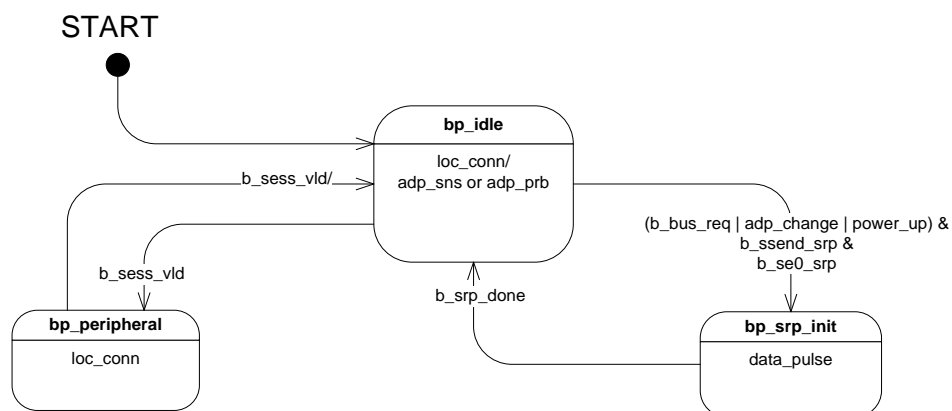 START
bp_idle
loc_conn/
adp_sns or adp_prb
b_sess_vld/
(b_bus_req | adp_change | power_up) &
b_ssend_srp &
b_se0_srp
b_sess_vld
b_srp_done
bp_peripheral
loc_conn
bp_srp_init
data_pulse